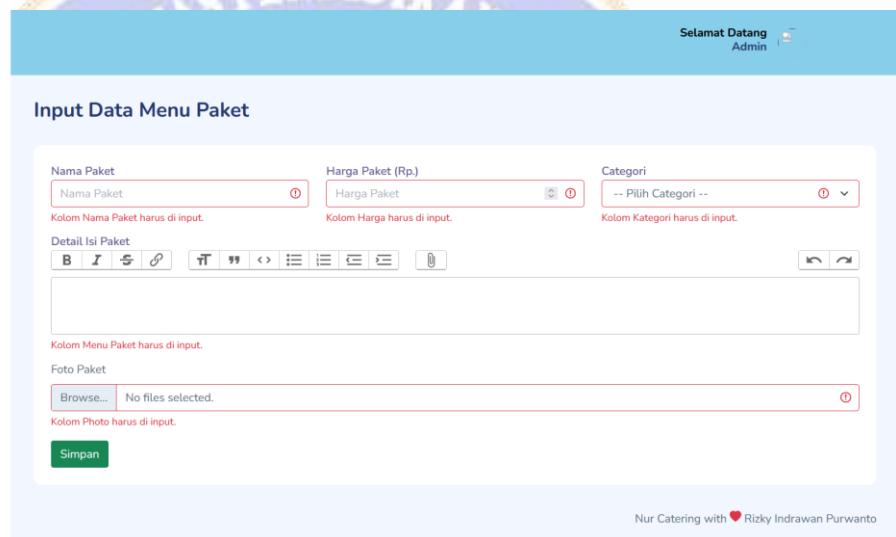 Selamat Datang
Admin
Input Data Menu Paket
Nama Paket
Harga Paket (Rp.)
Categori
Nama Paket
Harga Paket
-- Pilih Categori --
Kolom Nama Paket harus di input.
Kolom Harga harus di input.
Kolom Kategori harus di input.
Detail Isi Paket
Kolom Menu Paket harus di input.
Foto Paket
Browse... No files selected.
Kolom Photo harus di input.
Simpan
Nur Catering with ❤ Rizky Indrawan Purwanto